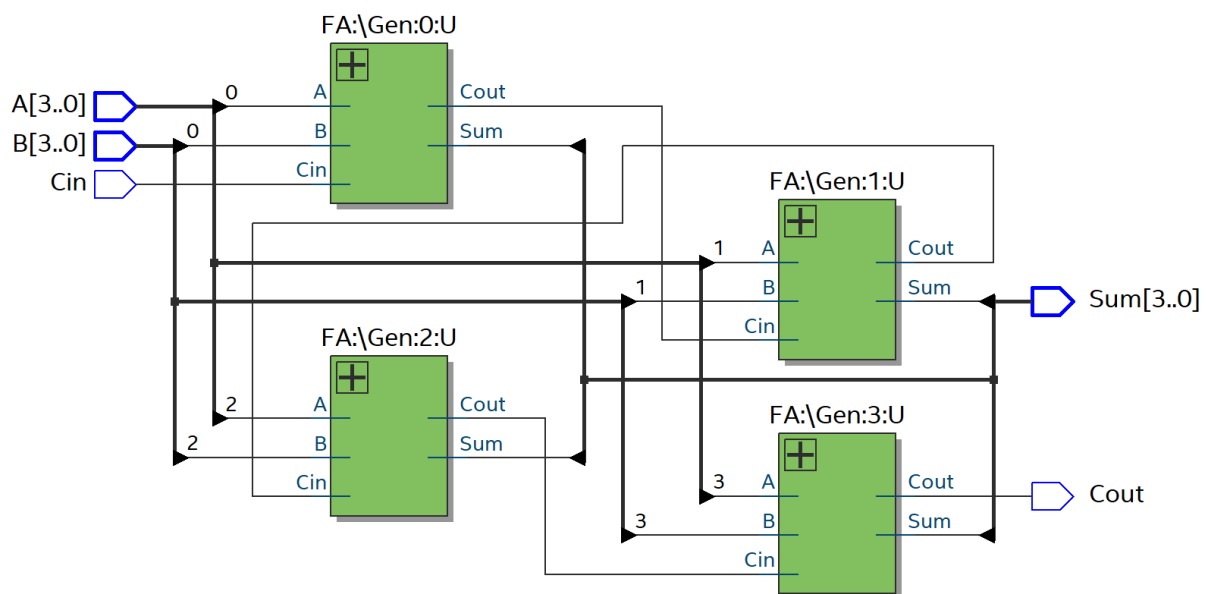 FA:\Gen:0:U
A[3..0]
0
A
Cout
B[3..0]
0
B
Sum
Cin
Cin
FA:\Gen:1:U
1
A
Cout
1
B
Sum
Sum[3..0]
Cin
FA:\Gen:2:U
2
A
Cout
2
B
Sum
Cin
FA:\Gen:3:U
3
A
Cout
Cout
3
B
Sum
Cin